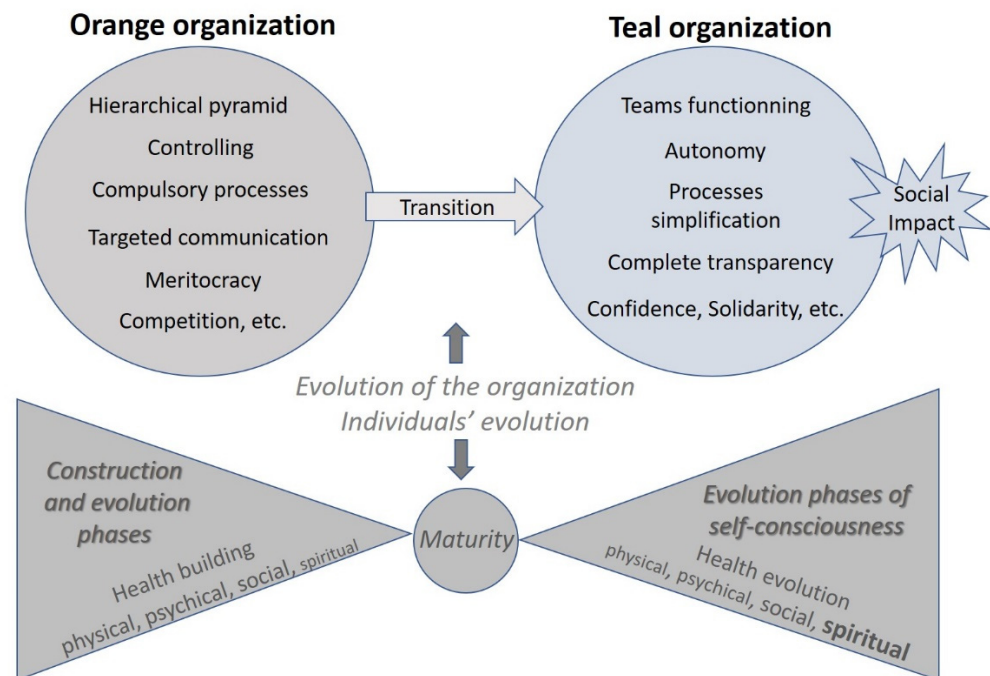 Orange organization
Hierarchical pyramid
Controlling
Compulsory processes
Targeted communication
Meritocracy
Competition, etc.
Transition
Teal organization
Teams functionning
Autonomy
Processes
simplification
Complete transparency
Confidence, Solidarity, etc.
Social
Impact
Evolution of the organization
Individuals' evolution
Construction
and evolution
phases
Health building
physical, psychical, social, spiritual
Maturity
Evolution phases of
self-consciousness
Health evolution
physical, psychical, social, spiritual